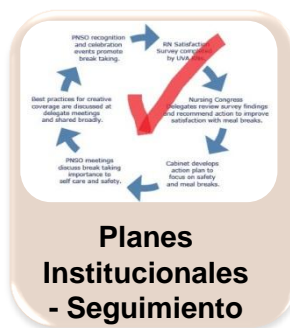 PNSO recognition
and celebration
events promote
break taking.
RN Satisfaction
Survey completed
by UVA
Nursing Congress
Delegates review survey findings
and recommend action to improve
satisfaction with meal breaks.
Cabinet develops
action plan to
focus on safety
and meal breaks.
PNSO meetings
discuss break taking
importance to
self care and safety.
Best practices for creative
coverage are discussed at
delegate meetings
and shared broadly.
Planes
Institucionales
- Seguimiento